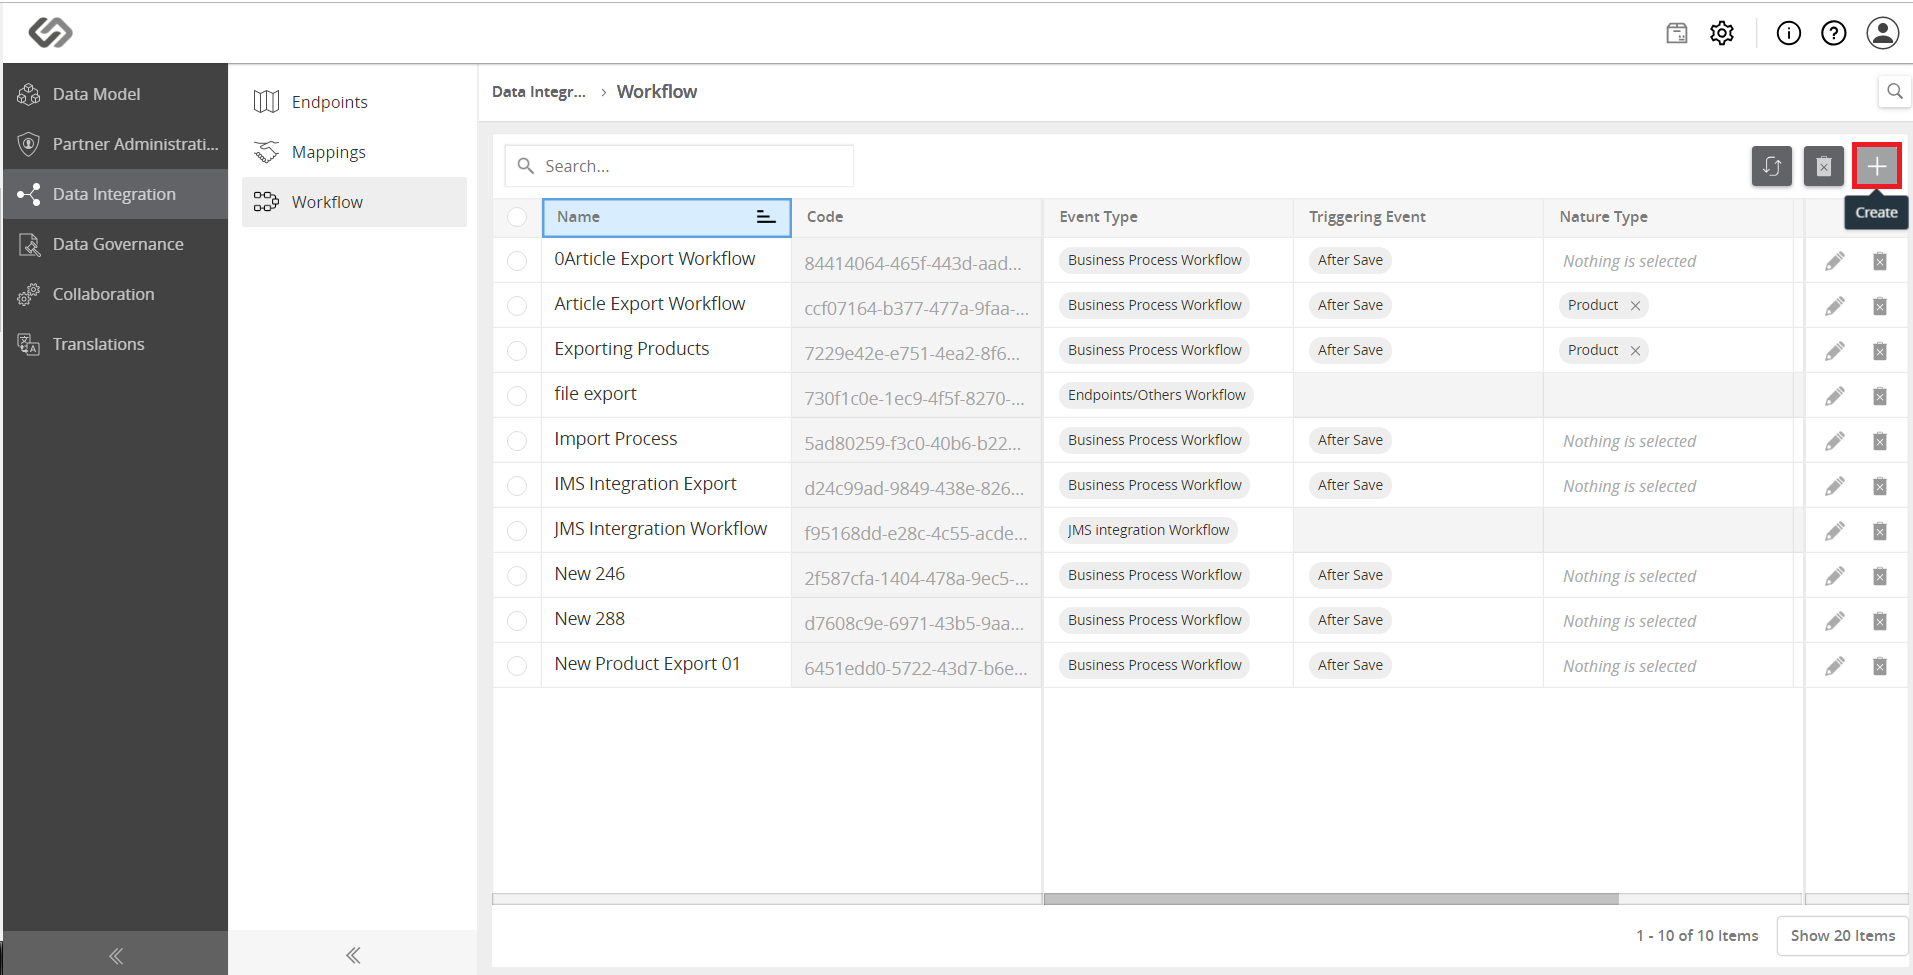 Data Model
Partner Administrati...
Data Integration
Data Governance
Collaboration
Translations
Endpoints
Mappings
Workflow
Data Integr... › Workflow
Search...
Create
Name Code Event Type Triggering Event Nature Type
0Article Export Workflow 84414064-465f-443d-aad... Business Process Workflow After Save Nothing is selected
Article Export Workflow ccf07164-b377-477a-9faa-... Business Process Workflow After Save Product ×
Exporting Products 7229e42e-e751-4ea2-8f6... Business Process Workflow After Save Product ×
file export 730f1c0e-1ec9-4f5f-8270-... Endpoints/Others Workflow
Import Process 5ad80259-f3c0-40b6-b22... Business Process Workflow After Save Nothing is selected
IMS Integration Export d24c99ad-9849-438e-826... Business Process Workflow After Save Nothing is selected
JMS Intergration Workflow f95168dd-e28c-4c55-acde... JMS integration Workflow
New 246 2f587cfa-1404-478a-9ec5-... Business Process Workflow After Save Nothing is selected
New 288 d7608c9e-6971-43b5-9aa... Business Process Workflow After Save Nothing is selected
New Product Export 01 6451edd0-5722-43d7-b6e... Business Process Workflow After Save Nothing is selected
1 - 10 of 10 Items Show 20 Items